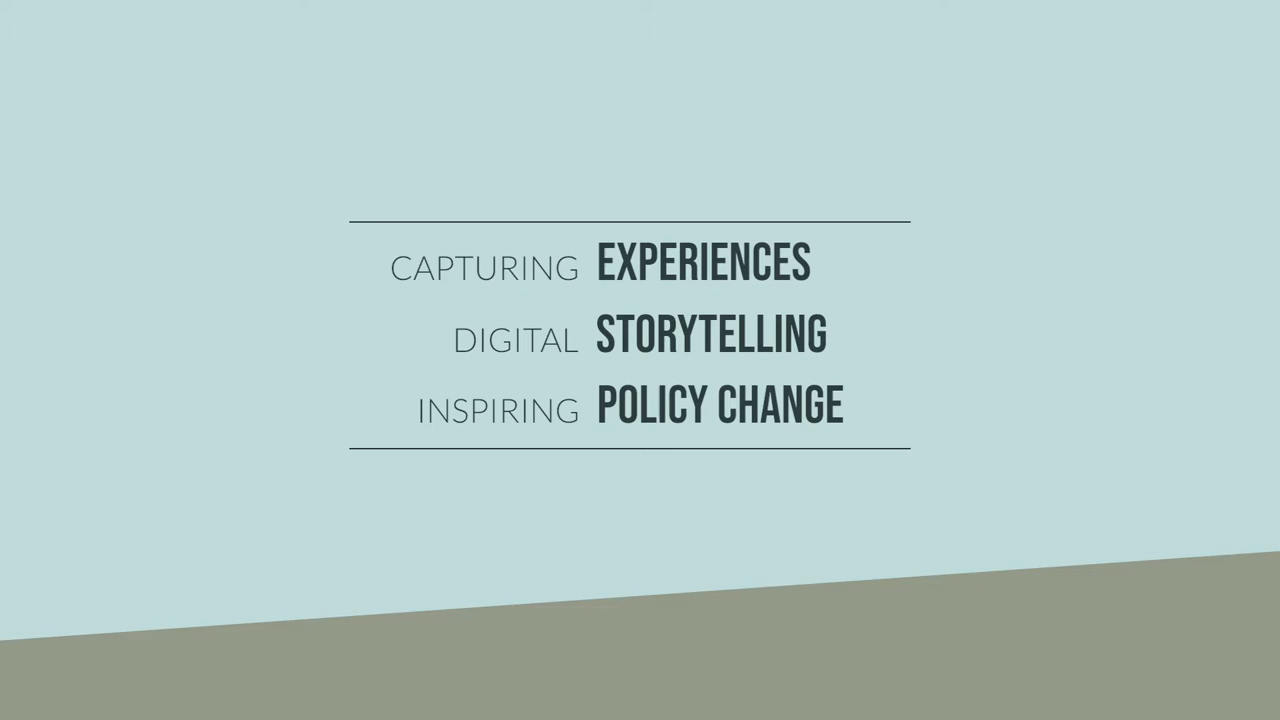 CAPTURING EXPERIENCES
DIGITAL STORYTELLING
INSPIRING POLICY CHANGE